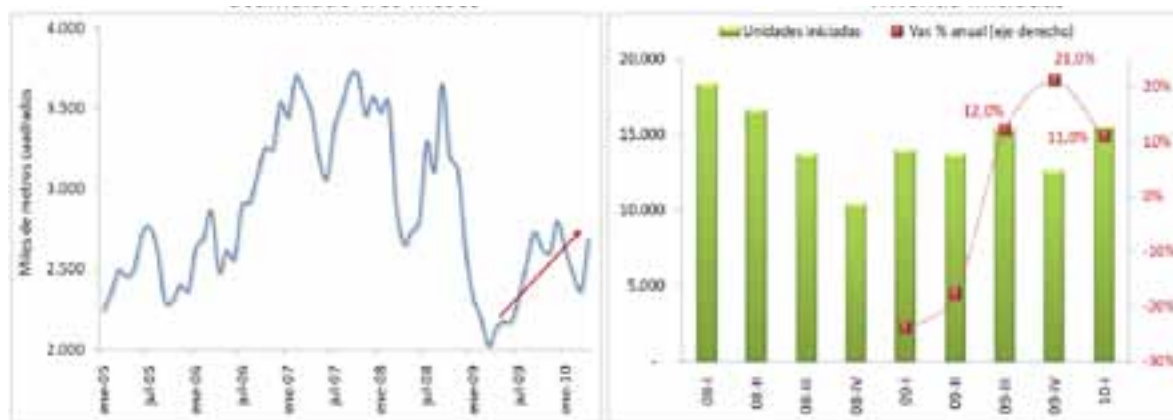 Miles de metros cuadrados
4.000
3.500
3.000
2.500
2.000
ene-05
jul-05
ene-06
jul-06
ene-07
jul-07
ene-08
jul-08
ene-09
jul-09
ene-10
Unidades iniciadas
Var % anual (eje derecho)
20.000
15.000
10.000
5.000
-
21,0%
12,0%
11,0%
20%
10%
0%
-10%
-20%
-30%
08-I
08-II
08-III
08-IV
09-I
09-II
09-III
09-IV
10-I